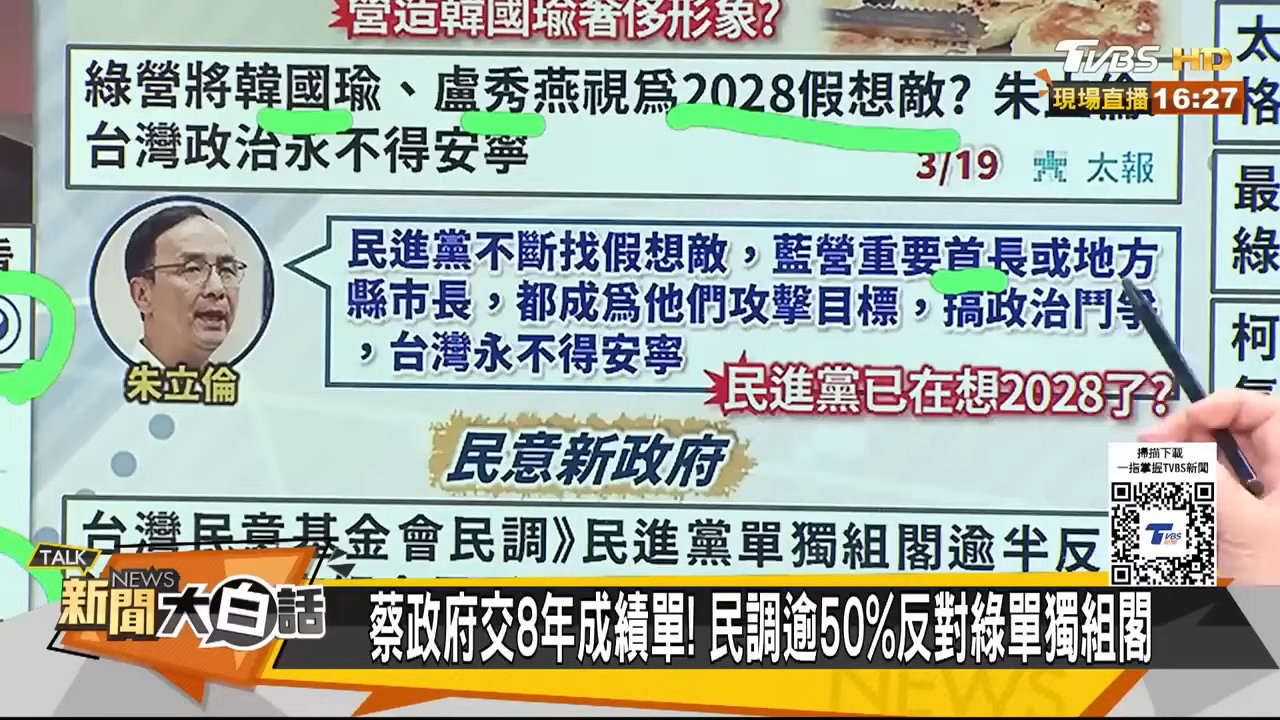 營造韓國瑜奢侈形象?
綠營將韓國瑜、盧秀燕視為2028假想敵? 朱立倫:
台灣政治永不得安寧
3/19 太報
TVBS HD
現場直播 16:27
民進黨不斷找假想敵，藍營重要首長或地方
縣市長，都成為他們攻擊目標，搞政治鬥爭
，台灣永不得安寧
朱立倫
民進黨已在想2028了?
民意新政府
台灣民意基金會民調》民進黨單獨組閣逾半反
太
格
最
綠
柯
掃描下載
一指掌握TVBS新聞
TVBS
新聞
TALK
NEWS
新聞大白話
蔡政府交8年成績單! 民調逾50%反對綠單獨組閣
NEWS